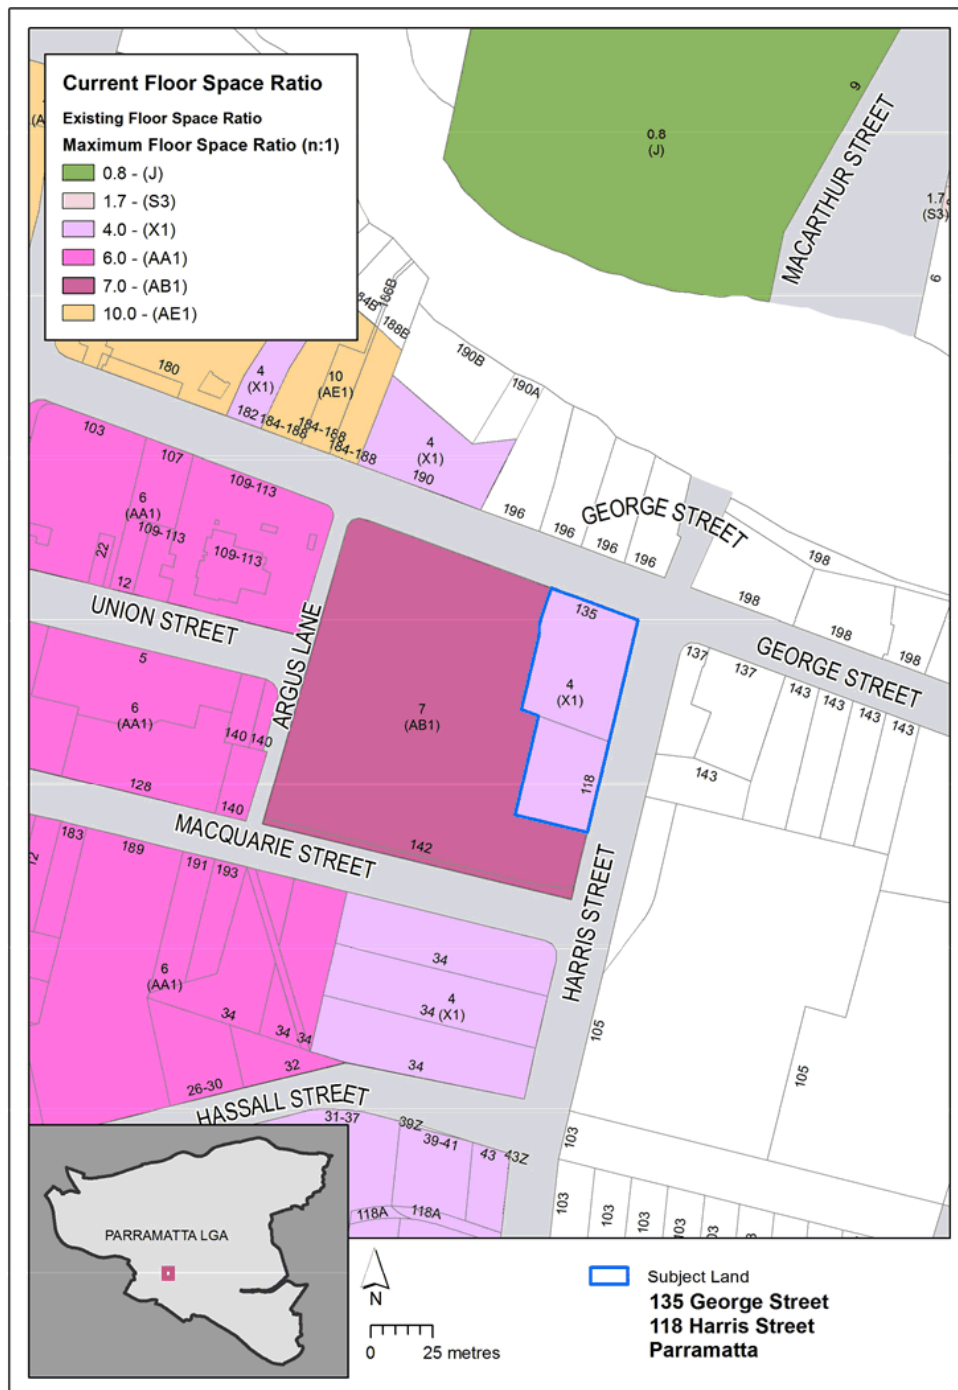 Current Floor Space Ratio
Existing Floor Space Ratio
Maximum Floor Space Ratio (n:1)
0.8 - (J)
1.7 - (S3)
4.0 - (X1)
6.0 - (AA1)
7.0 - (AB1)
10.0 - (AE1)
0.8
(J)
9
MACARTHUR STREET
1.7
(S3)
6
166B
188B
190B
190A
180
4
(X1)
182
10
(AE1)
184-188
184-188
184-188
4
(X1)
190
196
196
196
196
GEORGE STREET
198
198
198
198
GEORGE STREET
103
107
109-113
6
(AA1)
109-113
109-113
22
12
UNION STREET
ARGUS LANE
135
4
(X1)
118
7
(AB1)
142
137
137
143
143
143
143
143
5
6
(AA1)
140
140
128
140
MACQUARIE STREET
HARRIS STREET
183
189
191
193
12
6
(AA1)
34
34
34
32
26-30
34
34
4
(X1)
34
105
105
HASSALL STREET
31-37
39Z
39-41
43
43Z
118A
118A
103
103
103
103
103
103
PARRAMATTA LGA
N
0
25 metres
Subject Land
135 George Street
118 Harris Street
Parramatta